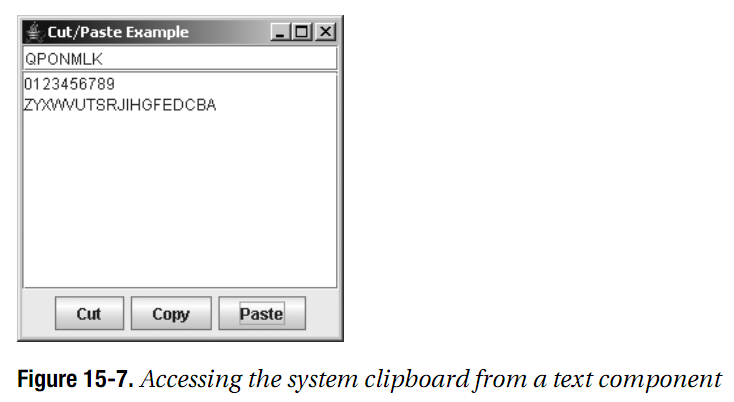 Cut/Paste Example
QPONMLK
0123456789
ZYXWVUTSRJIHGFEDCBA
Cut Copy Paste
Figure 15-7. Accessing the system clipboard from a text component